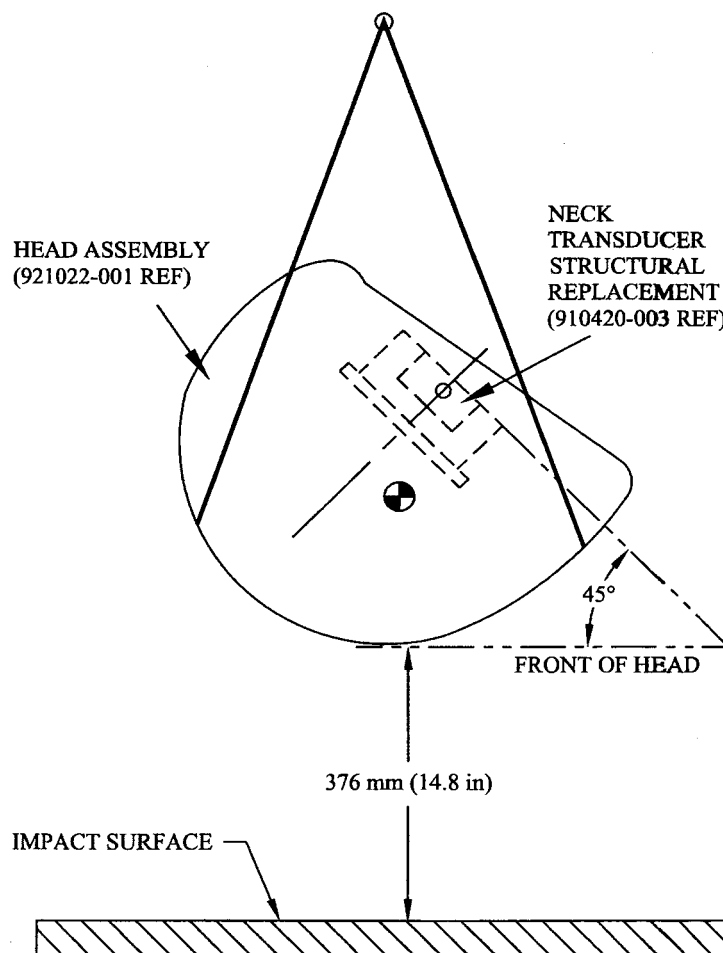 NECK
TRANSDUCER
STRUCTURAL
REPLACEMENT
(910420-003 REF)
HEAD ASSEMBLY
(921022-001 REF)
45°
FRONT OF HEAD
376 mm (14.8 in)
IMPACT SURFACE